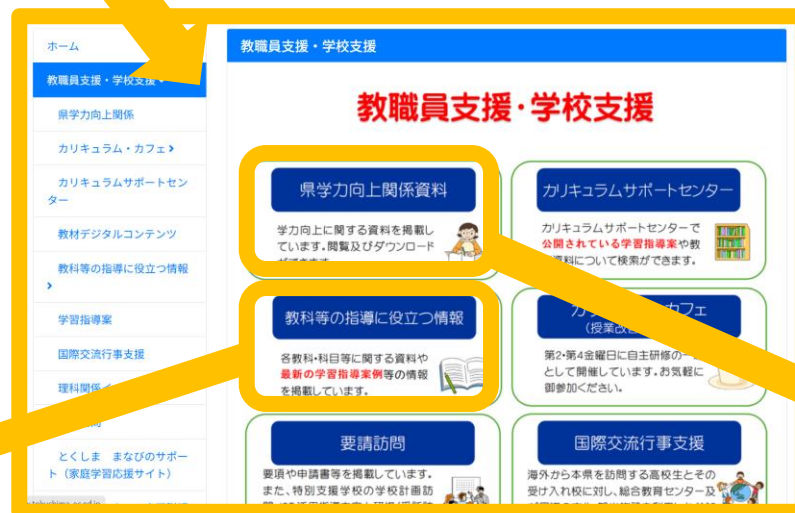 ホーム
教職員支援・学校支援
県学力向上関係
カリキュラム・カフェ
カリキュラムサポートセン
ター
教材デジタルコンテンツ
教科等の指導に役立つ情報
学習指導案
国際交流行事支援
理科関係
とくしま まなびのサポー
ト（家庭学習応援サイト）
教職員支援・学校支援
教職員支援・学校支援
県学力向上関係資料
学力向上に関する資料を掲載し
ています。閲覧及びダウンロード
カリキュラムサポートセンター
カリキュラムサポートセンターで
公開されている学習指導案や教
資料について検索ができます。
教科等の指導に役立つ情報
各教科・科目等に関する資料や
最新の学習指導案例等の情報
を掲載しています。
カフェ
（授業改
第2・第4金曜日に自主研修の一
として開催しています。お気軽に
御参加ください。
要請訪問
要項や申請書等を掲載しています。
また、特別支援学校の学校計画訪
国際交流行事支援
海外から本県を訪問する高校生とその
受け入れ校に対し、総合教育センター及